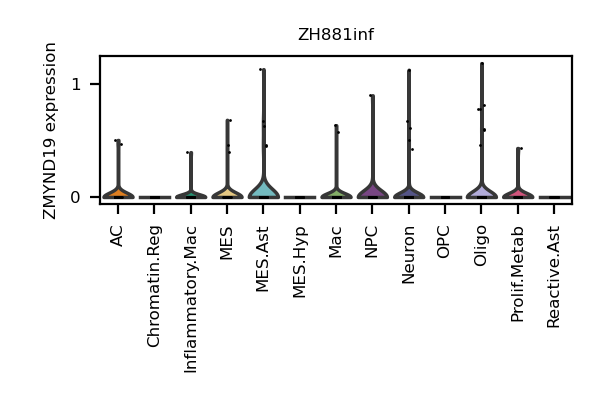 ZH881inf
ZMYND19 expression
1
0
AC
Chromatin.Reg
Inflammatory.Mac
MES
MES.Ast
MES.Hyp
Mac
NPC
Neuron
OPC
Oligo
Prolif.Metab
Reactive.Ast